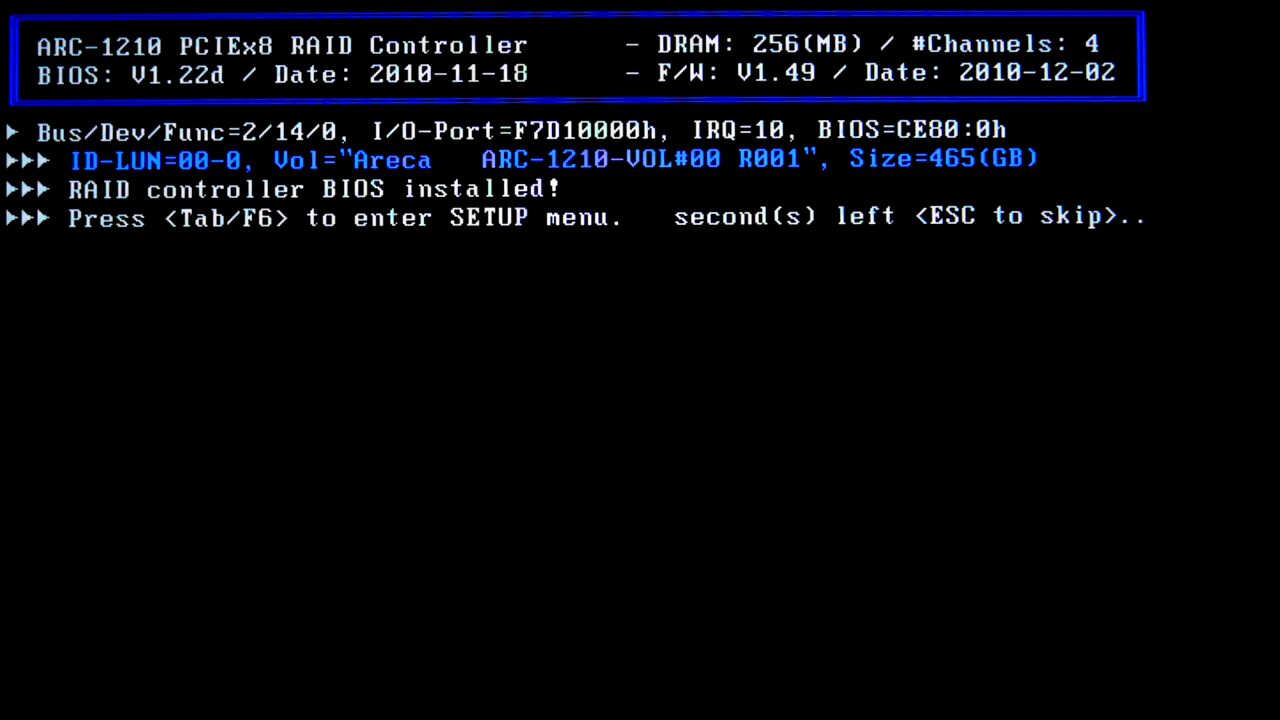 ARC-1210 PCIEx8 RAID Controller - DRAM: 256(MB) / #Channels: 4
BIOS: V1.22d / Date: 2010-11-18 - F/W: V1.49 / Date: 2010-12-02
Bus/Dev/Func=2/14/0, I/O-Port=F7D10000h, IRQ=10, BIOS=CE80:0h
ID-LUN=00-0, Vol="Areca ARC-1210-VOL#00 R001", Size=465(GB)
RAID controller BIOS installed!
Press <Tab/F6> to enter SETUP menu. second(s) left <ESC to skip>..